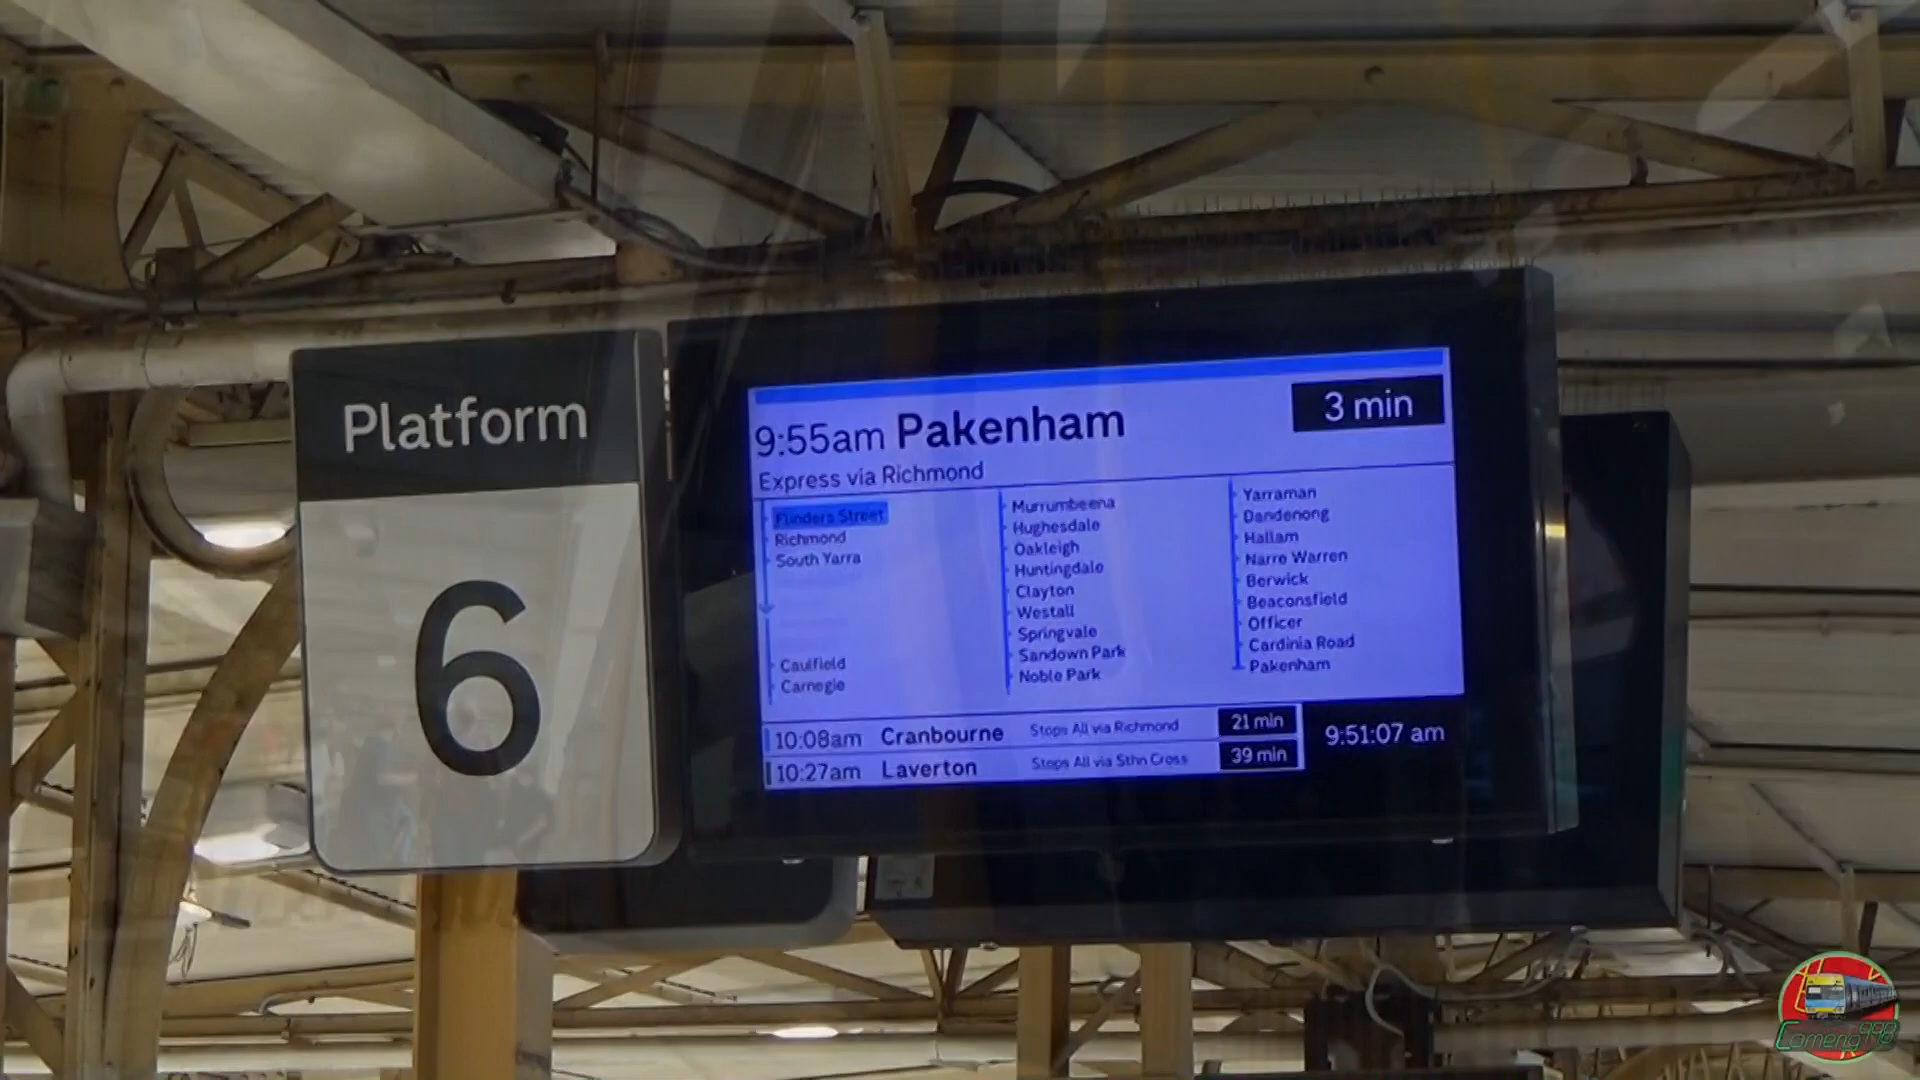 Platform
6
9:55am Pakenham
3 min
Express via Richmond
Flinders Street
Richmond
South Yarra
Caulfield
Carnegie
Murrumbeena
Hughesdale
Oakleigh
Huntingdale
Clayton
Westall
Springvale
Sandown Park
Noble Park
Yarraman
Dandenong
Hallam
Narre Warren
Berwick
Beaconsfield
Officer
Cardinia Road
Pakenham
10:08am Cranbourne Stops All via Richmond 21 min
10:27am Laverton Stops All via Sthn Cross 39 min
9:51:07 am